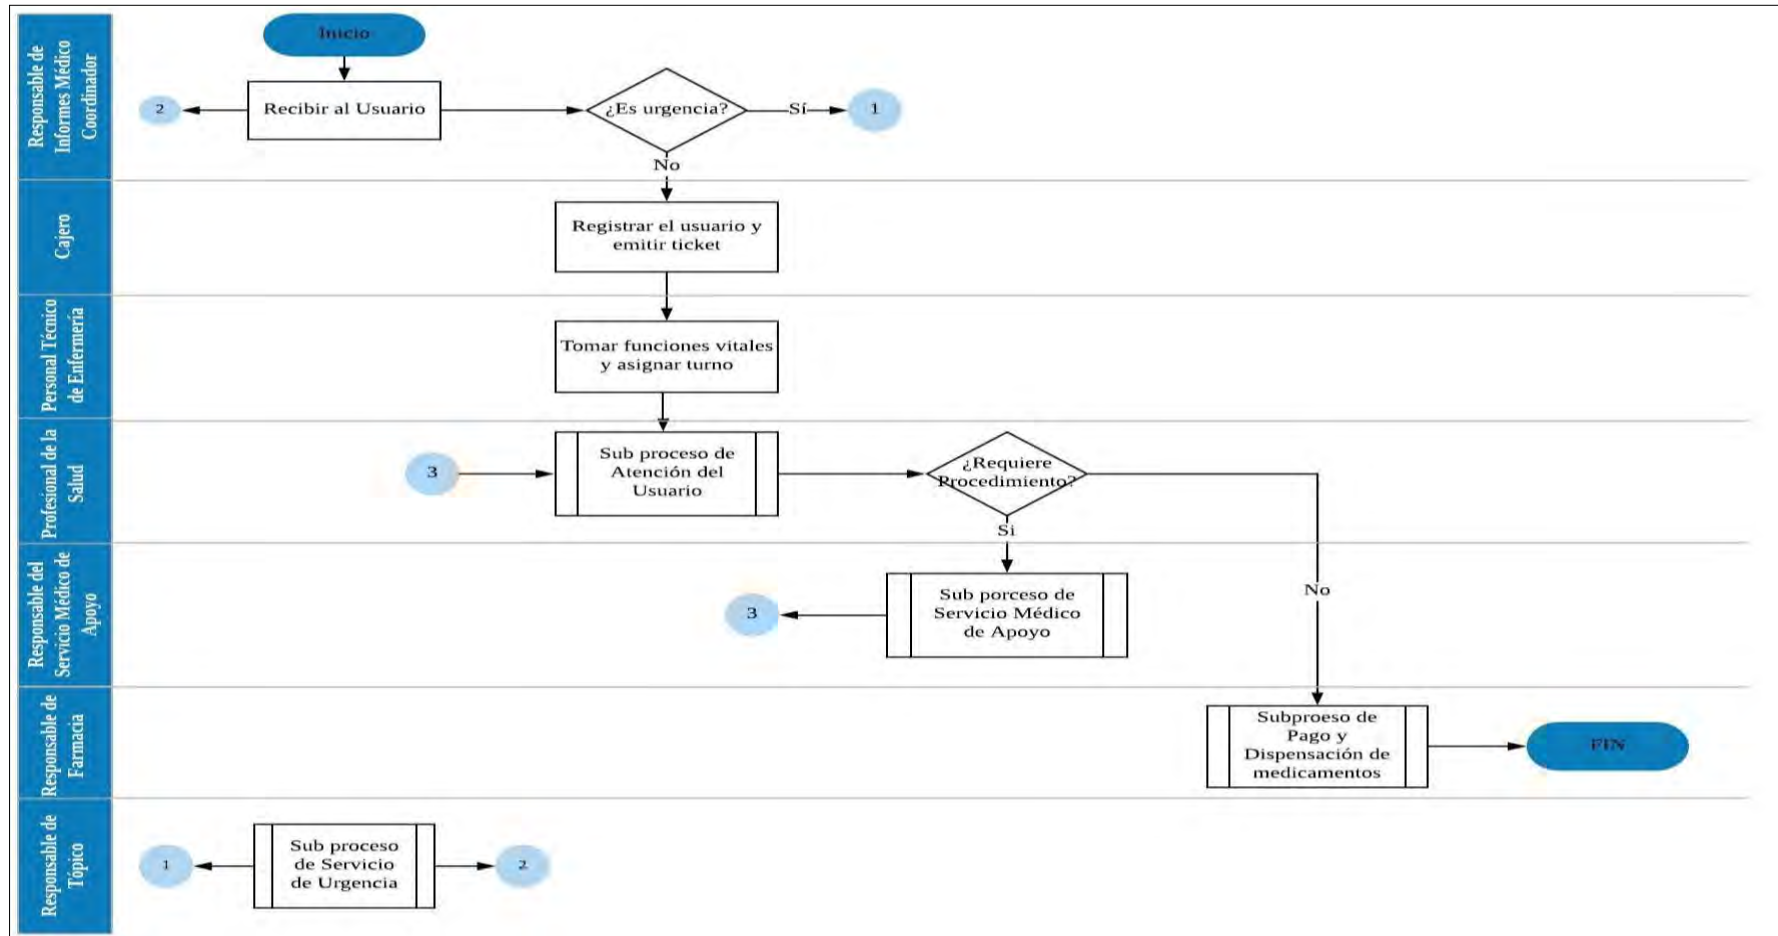 Responsable de
Informes Médico
Coordinador
Inicio
2
Recibir al Usuario
¿Es urgencia?
Sí
1
No
Cajero
Registrar el usuario y
emitir ticket
Personal Técnico
de Enfermería
Tomar funciones vitales
y asignar turno
Profesional de la
Salud
3
Sub proceso de
Atención del
Usuario
¿Requiere
Procedimiento?
Si
No
Responsable del
Servicio Médico de
Apoyo
3
Sub porceso de
Servicio Médico
de Apoyo
Responsable de
Farmacia
Subproeso de
Pago y
Dispensación de
medicamentos
FIN
Responsable de
Tópico
1
Sub proceso
de Servicio
de Urgencia
2